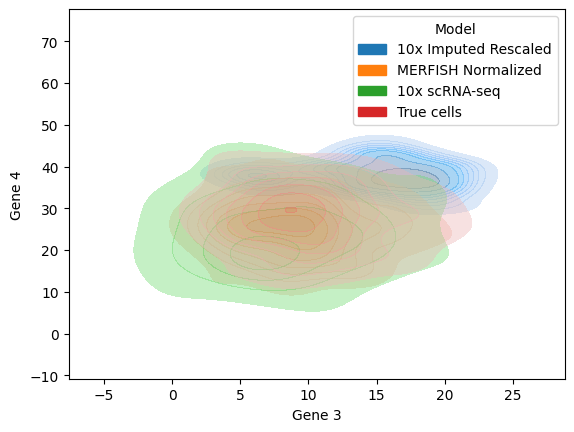 Model
10x Imputed Rescaled
MERFISH Normalized
10x scRNA-seq
True cells
70
60
50
40
30
20
10
0
−10
Gene 4
−5
0
5
10
15
20
25
Gene 3